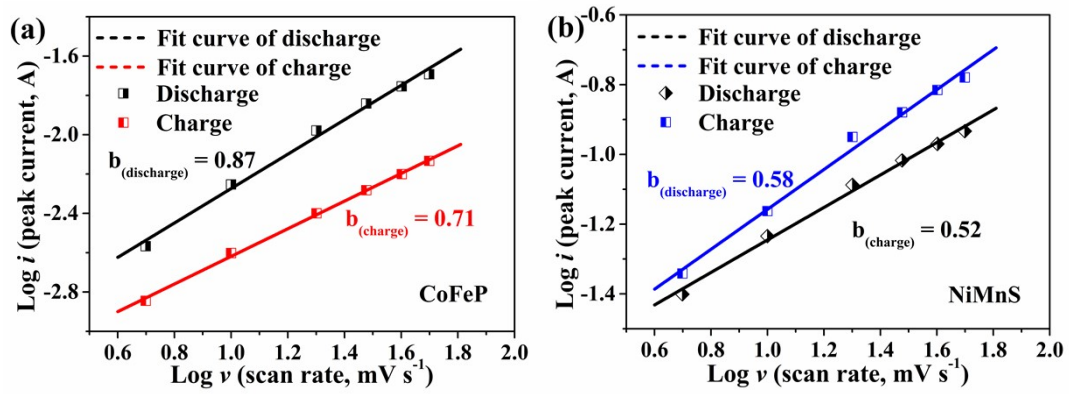 (a)
Fit curve of discharge
Fit curve of charge
Discharge
Charge
b(discharge) = 0.87
b(charge) = 0.71
CoFeP
-1.6
-2.0
-2.4
-2.8
0.6 0.8 1.0 1.2 1.4 1.6 1.8 2.0
Log i (peak current, A)
Log v (scan rate, mV s⁻¹)
(b)
Fit curve of discharge
Fit curve of charge
Discharge
Charge
b(discharge) = 0.58
b(charge) = 0.52
NiMnS
-0.6
-0.8
-1.0
-1.2
-1.4
0.6 0.8 1.0 1.2 1.4 1.6 1.8 2.0
Log i (peak current, A)
Log v (scan rate, mV s⁻¹)